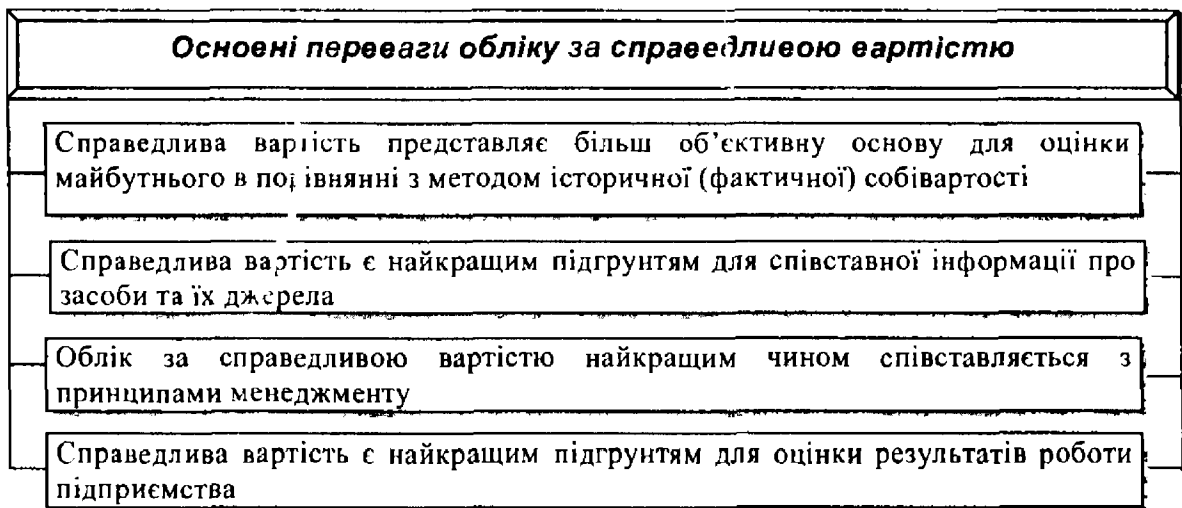 Основні переваги обліку за справедливою вартістю
Справедлива вартість представляє більш об’єктивну основу для оцінки
майбутнього в порівнянні з методом історичної (фактичної) собівартості
Справедлива вартість є найкращим підгрунтям для співставної інформації про
засоби та їх джерела
Облік за справедливою вартістю найкращим чином співставляється з
принципами менеджменту
Справедлива вартість є найкращим підгрунтям для оцінки результатів роботи
підприємства